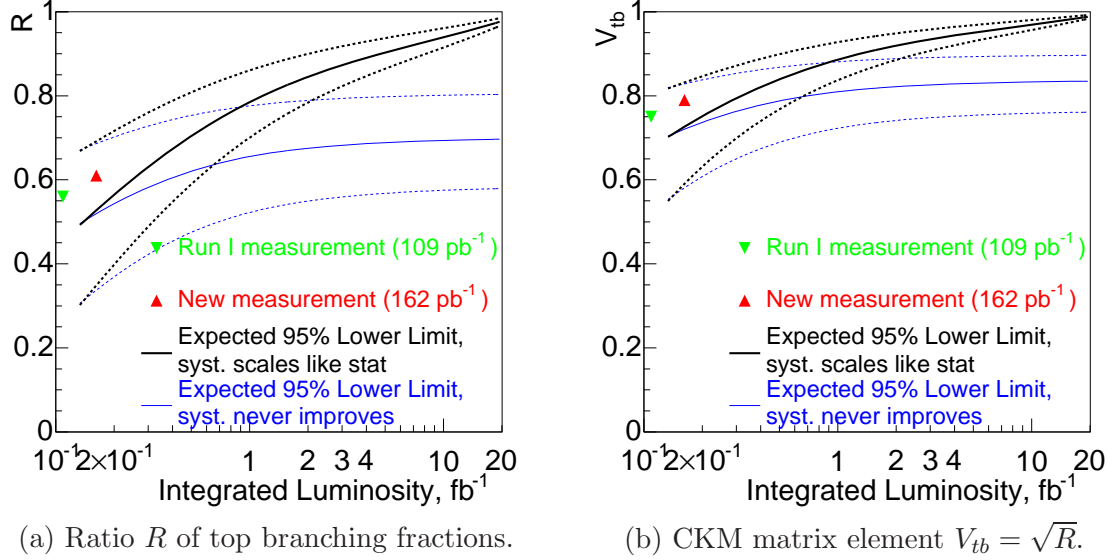 R
1
0.8
0.6
0.4
0.2
0
Run I measurement (109 pb⁻¹)
New measurement (162 pb⁻¹)
Expected 95% Lower Limit,
syst. scales like stat
Expected 95% Lower Limit,
syst. never improves
10⁻¹ 2×10⁻¹ 1 2 3 4 10 20
Integrated Luminosity, fb⁻¹
(a) Ratio R of top branching fractions.
V_tb
1
0.8
0.6
0.4
0.2
0
Run I measurement (109 pb⁻¹)
New measurement (162 pb⁻¹)
Expected 95% Lower Limit,
syst. scales like stat
Expected 95% Lower Limit,
syst. never improves
10⁻¹ 2×10⁻¹ 1 2 3 4 10 20
Integrated Luminosity, fb⁻¹
(b) CKM matrix element V_tb = √R.